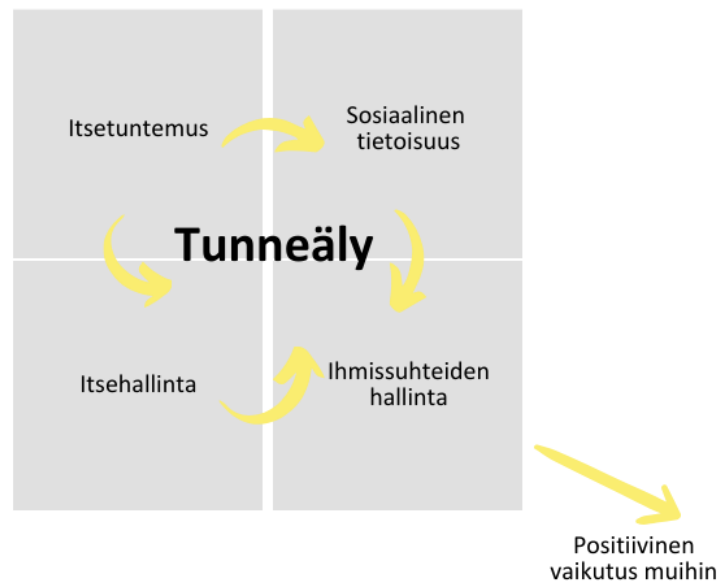 Itsetuntemus
Sosiaalinen
tietoisuus
Tunneäly
Itsehallinta
Ihmissuhteiden
hallinta
Positiivinen
vaikutus muihin